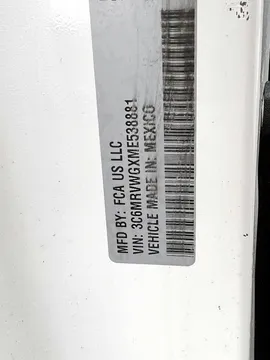 MFD BY: FCA US LLC
VIN: 3C6MRVWGXME538881
VEHICLE MADE IN: MEXICO